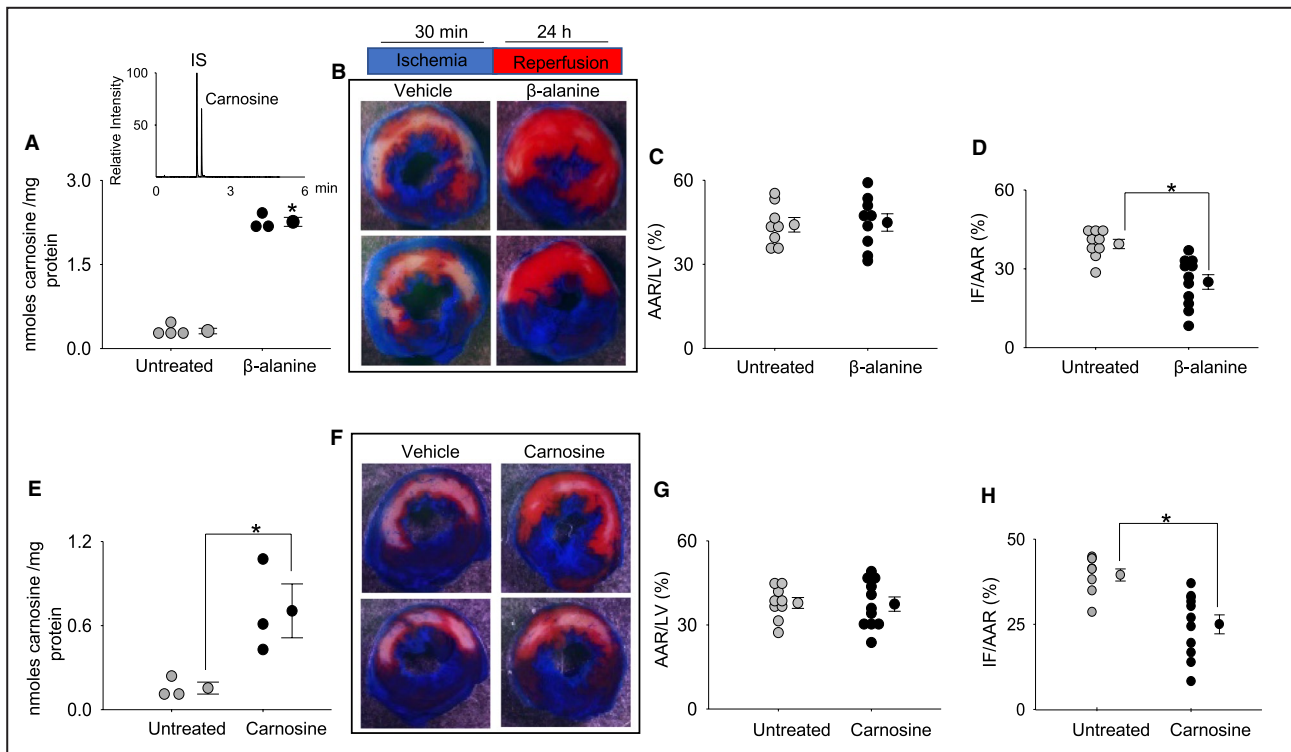 A
nmoles carnosine /mg
protein
3.0
1.5
0.0
Untreated
β-alanine
*
Relative Intensity
100
50
IS
Carnosine
0
3
6
min
B
30 min
24 h
Ischemia
Reperfusion
Vehicle
β-alanine
C
AAR/LV (%)
60
30
0
Untreated
β-alanine
D
IF/AAR (%)
60
30
0
*
Untreated
β-alanine
E
nmoles carnosine /mg
protein
1.2
0.6
0.0
*
Untreated
Carnosine
F
Vehicle
Carnosine
G
AAR/LV (%)
60
30
0
Untreated
Carnosine
H
IF/AAR (%)
50
25
0
*
Untreated
Carnosine